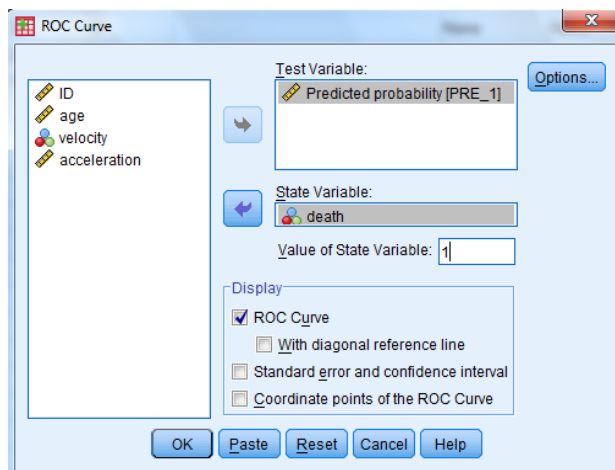 ROC Curve
ID
age
velocity
acceleration
Test Variable:
Predicted probability [PRE_1]
Options...
State Variable:
death
Value of State Variable: 1
Display
ROC Curve
With diagonal reference line
Standard error and confidence interval
Coordinate points of the ROC Curve
OK Paste Reset Cancel Help